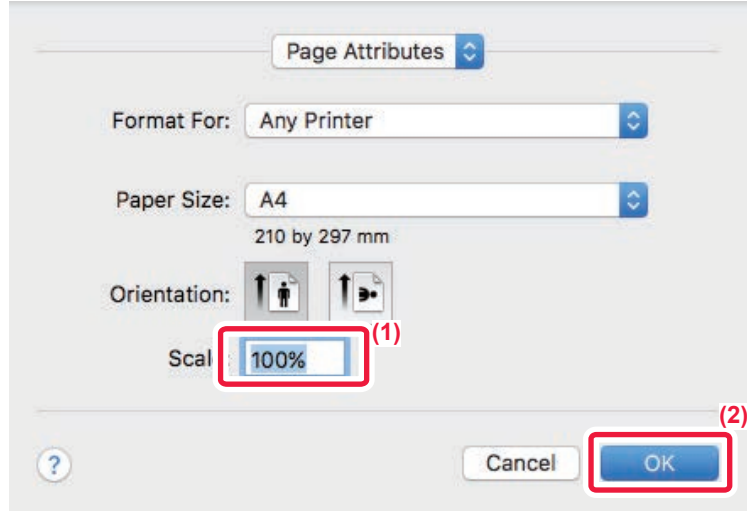 Page Attributes
Format For: Any Printer
Paper Size: A4
210 by 297 mm
Orientation:
(1)
Scal : 100%
(2)
? Cancel OK